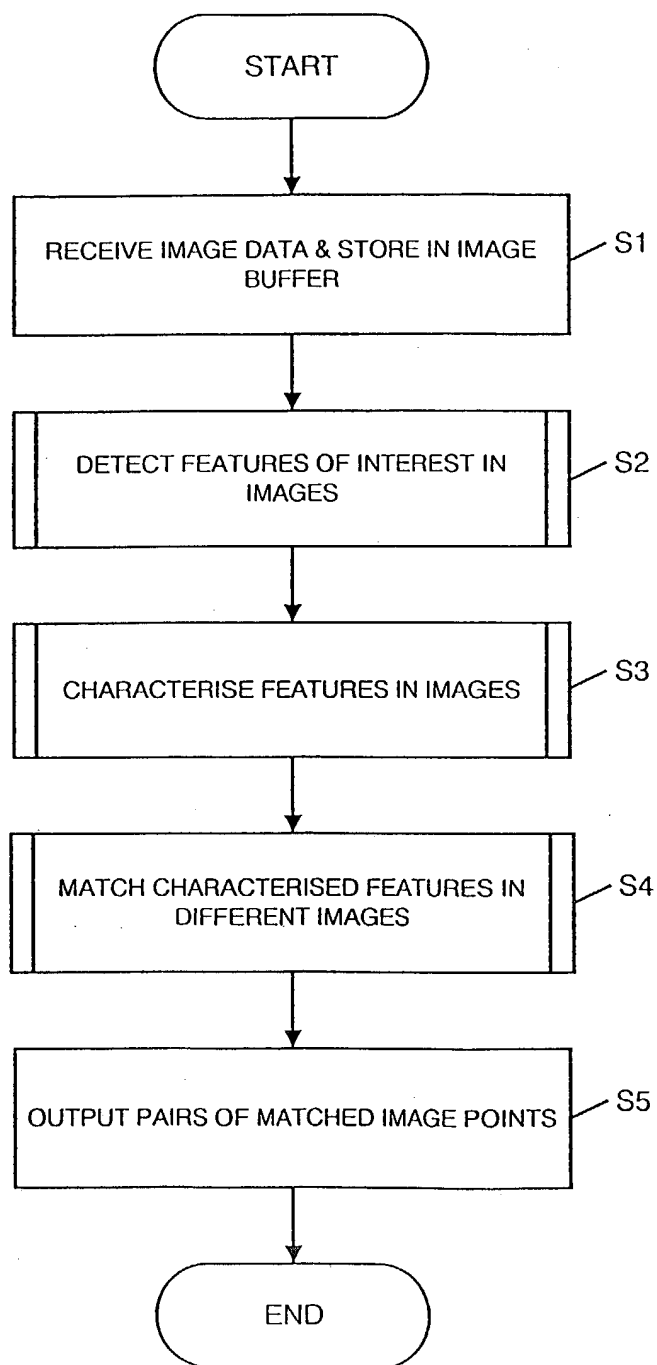 START
RECEIVE IMAGE DATA & STORE IN IMAGE
BUFFER
S1
DETECT FEATURES OF INTEREST IN
IMAGES
S2
CHARACTERISE FEATURES IN IMAGES
S3
MATCH CHARACTERISED FEATURES IN
DIFFERENT IMAGES
S4
OUTPUT PAIRS OF MATCHED IMAGE POINTS
S5
END